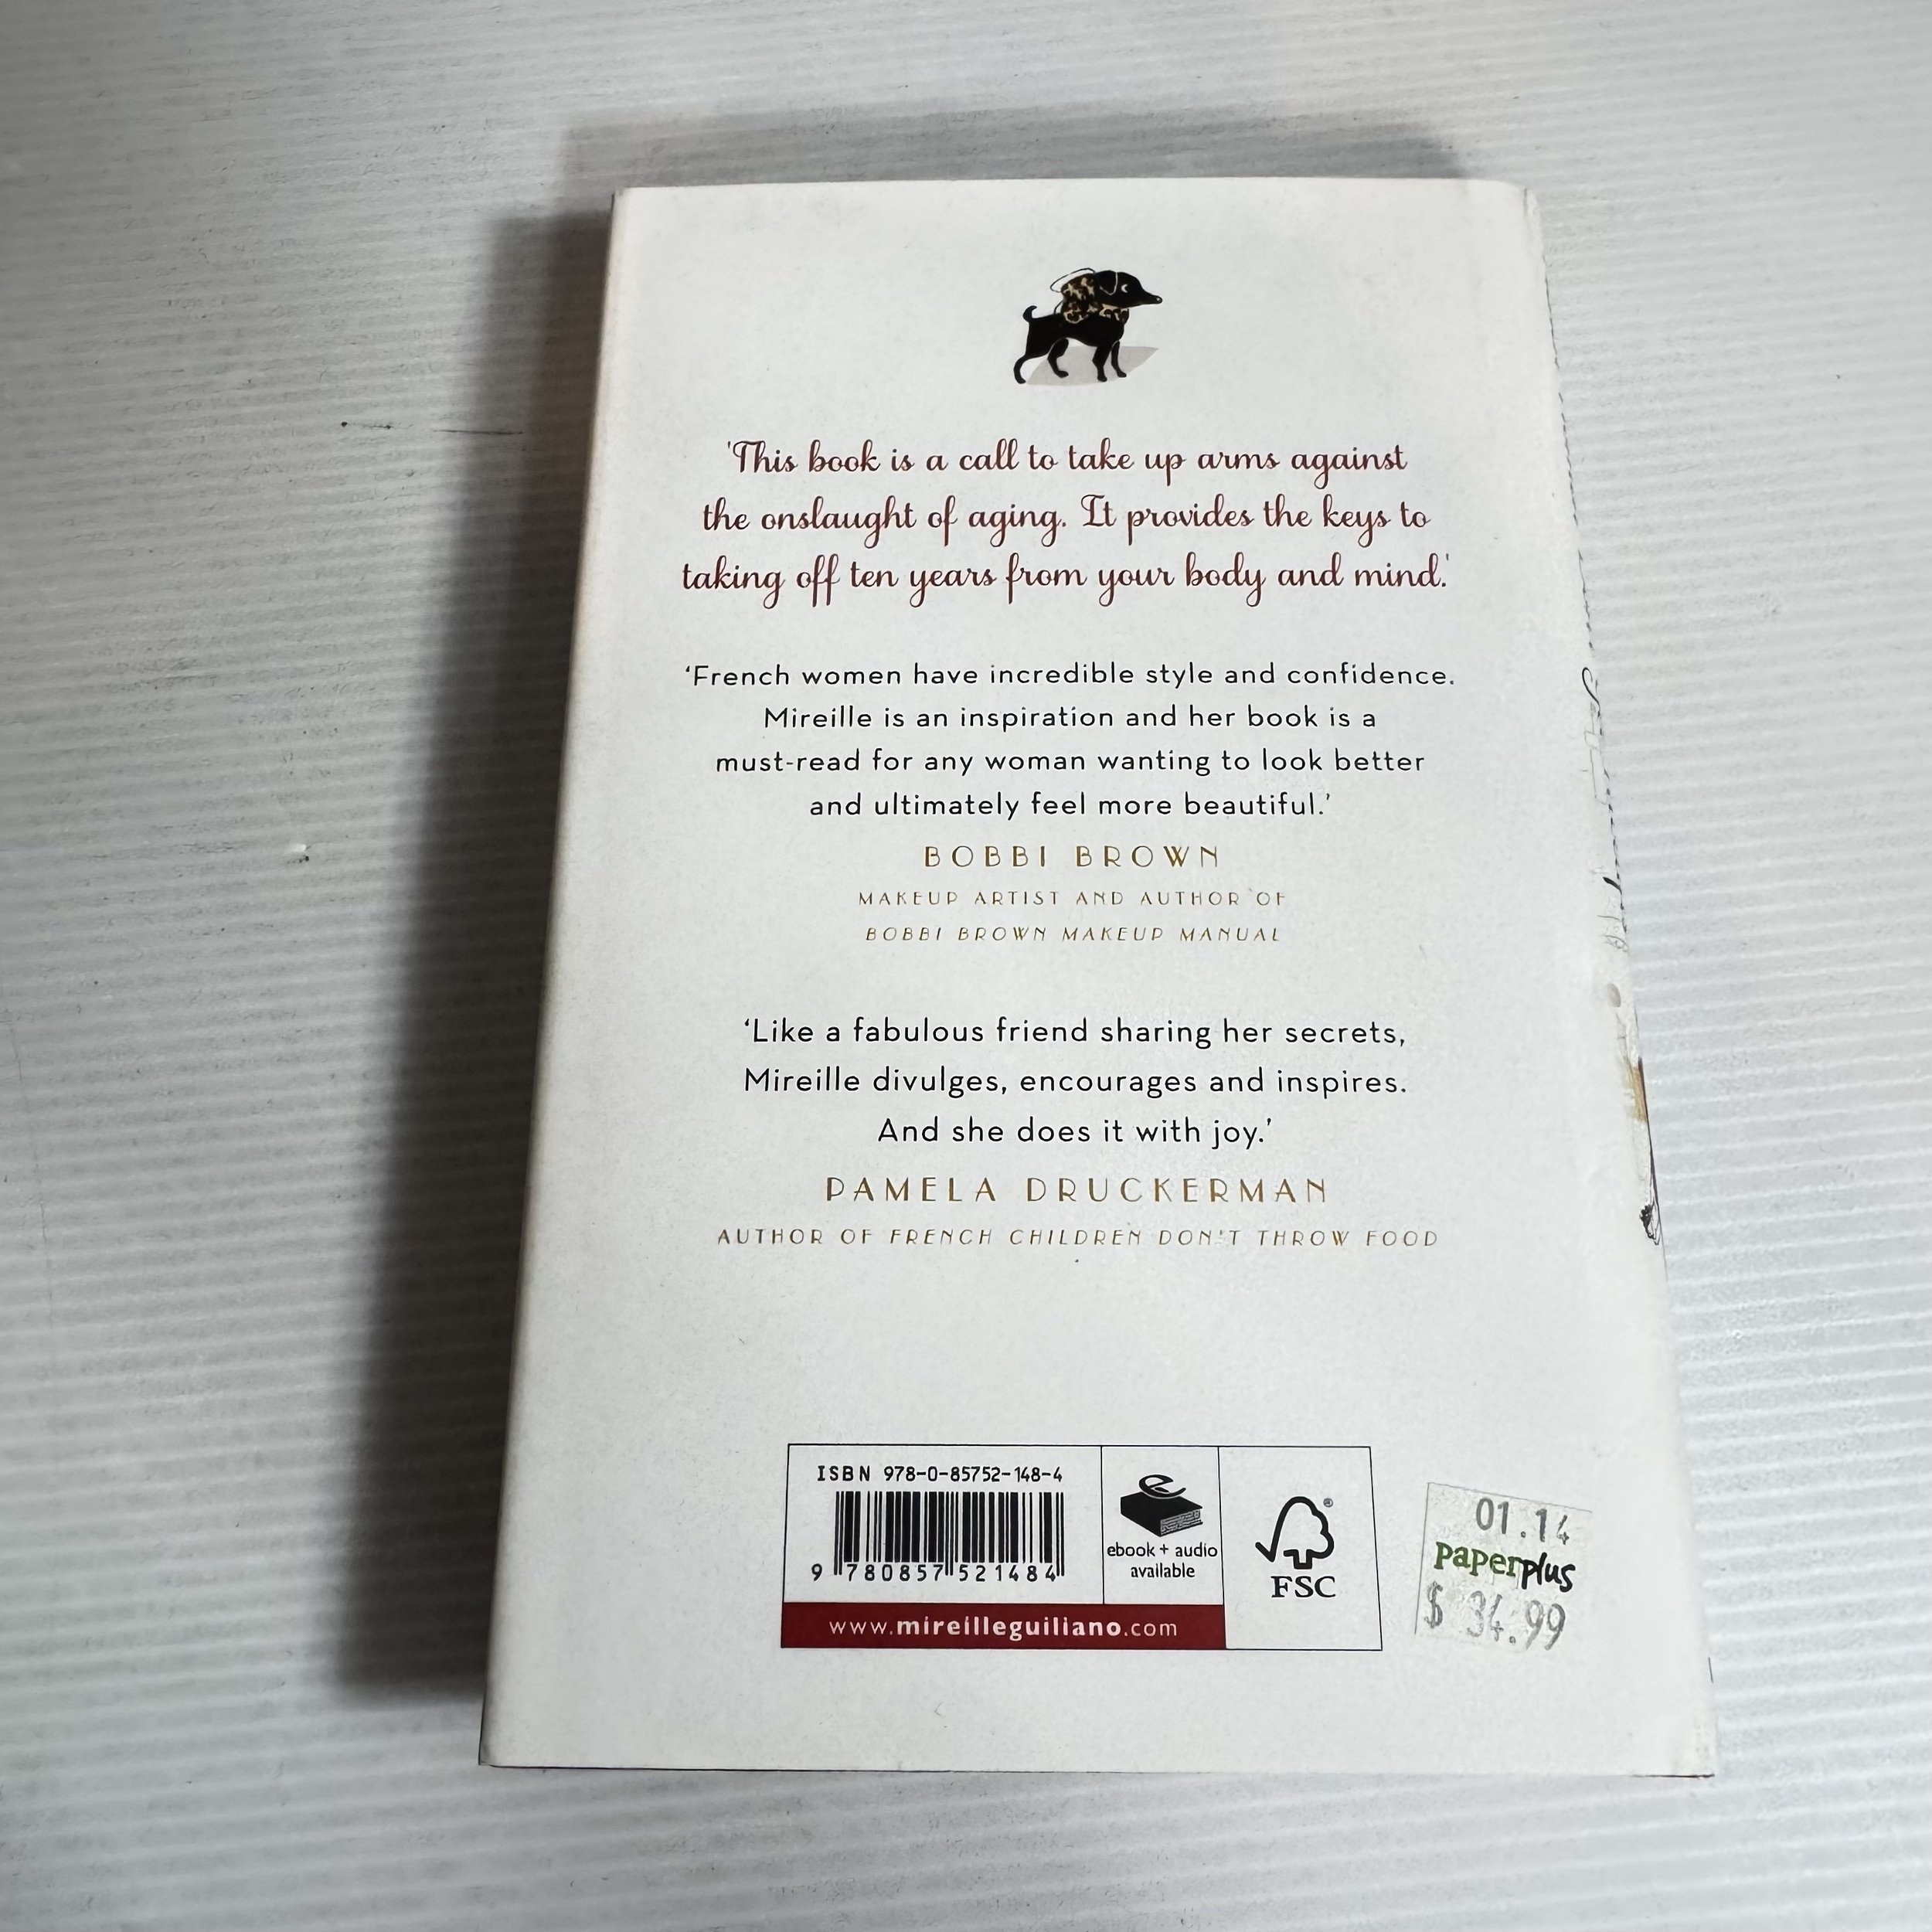 'This book is a call to take up arms against
the onslaught of aging. It provides the keys to
taking off ten years from your body and mind.'
‘French women have incredible style and confidence.
Mireille is an inspiration and her book is a
must-read for any woman wanting to look better
and ultimately feel more beautiful.’
BOBBI BROWN
MAKEUP ARTIST AND AUTHOR OF
BOBBI BROWN MAKEUP MANUAL
‘Like a fabulous friend sharing her secrets,
Mireille divulges, encourages and inspires.
And she does it with joy.’
PAMELA DRUCKERMAN
AUTHOR OF FRENCH CHILDREN DON'T THROW FOOD
ISBN 978-0-85752-148-4
9 780857 521484
ebook + audio
available
www.mireilleguiliano.com
®
FSC
01.14
paperplus
$ 34.99